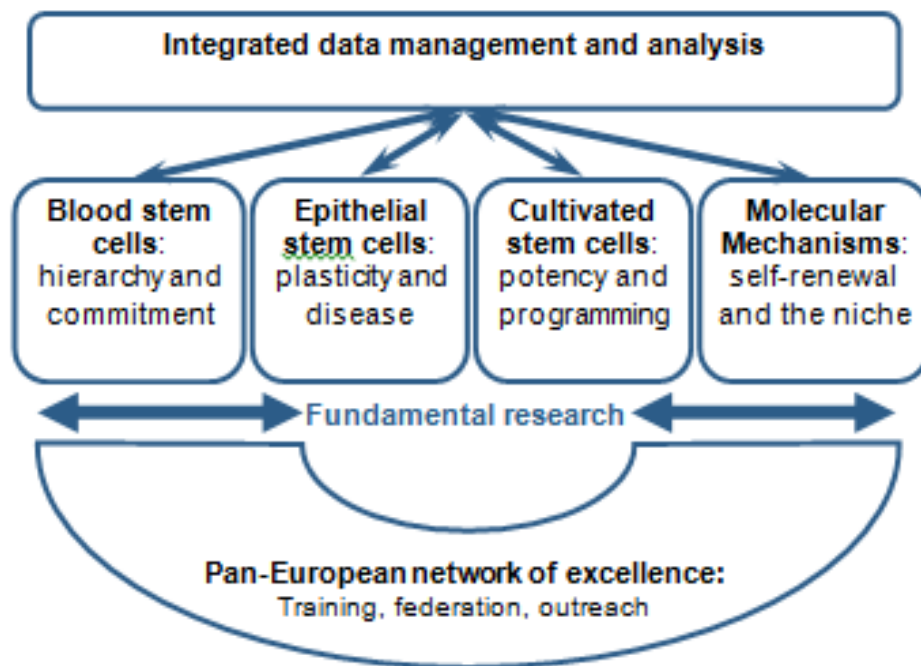 Integrated data management and analysis
Blood stem
cells:
hierarchy and
commitment
Epithelial
stem cells:
plasticity and
disease
Cultivated
stem cells:
potency and
programming
Molecular
Mechanisms:
self-renewal
and the niche
Fundamental research
Pan-European network of excellence:
Training, federation, outreach